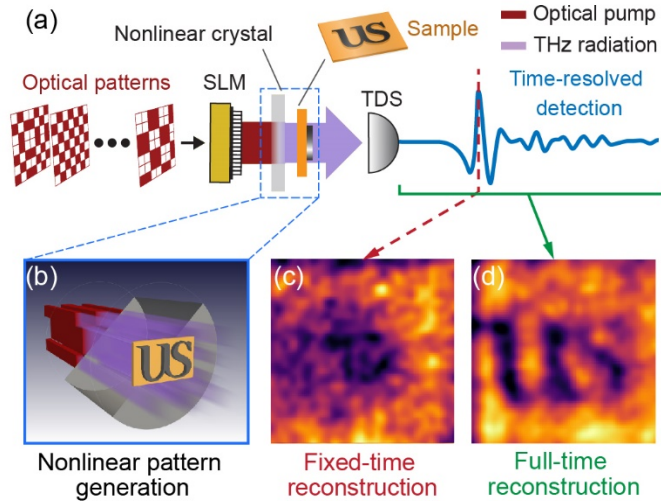 (a)
Nonlinear crystal
US
Sample
Optical pump
THz radiation
Optical patterns
SLM
TDS
Time-resolved
detection
(b)
US
(c)
(d)
Nonlinear pattern
generation
Fixed-time
reconstruction
Full-time
reconstruction